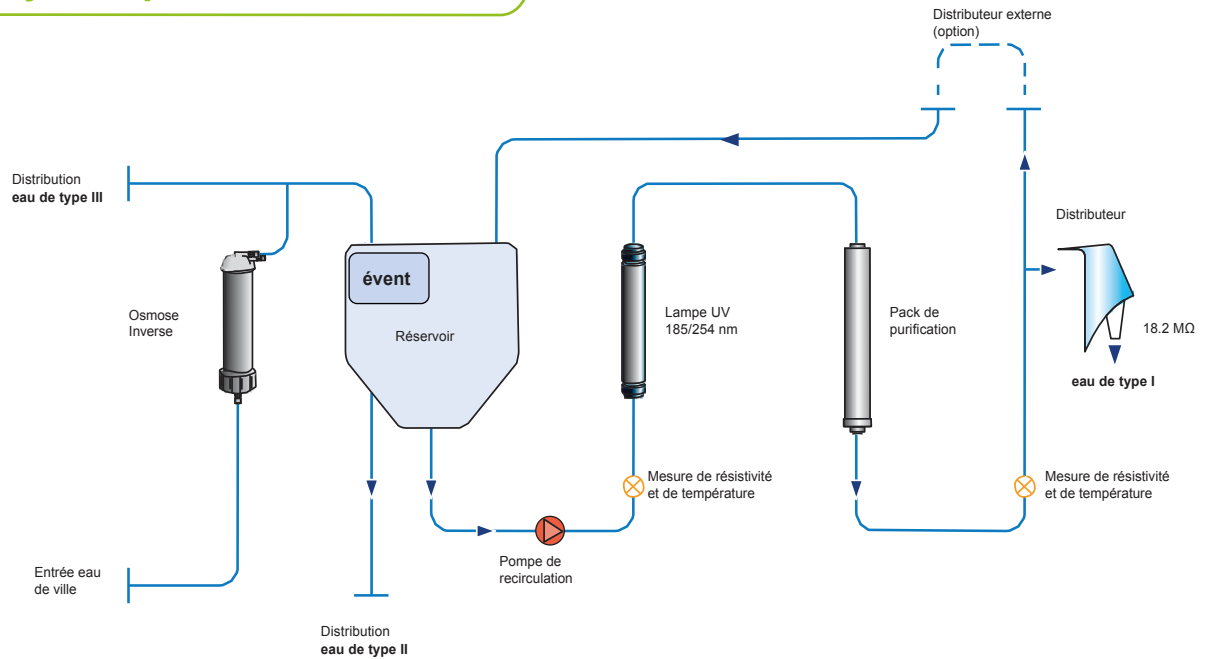 Distributeur externe
(option)
Distribution
eau de type III
Distributeur
évent
Osmose
Inverse
Réservoir
Lampe UV
185/254 nm
Pack de
purification
18.2 MΩ
eau de type I
Mesure de résistivité
et de température
Mesure de résistivité
et de température
Pompe de
recirculation
Entrée eau
de ville
Distribution
eau de type II